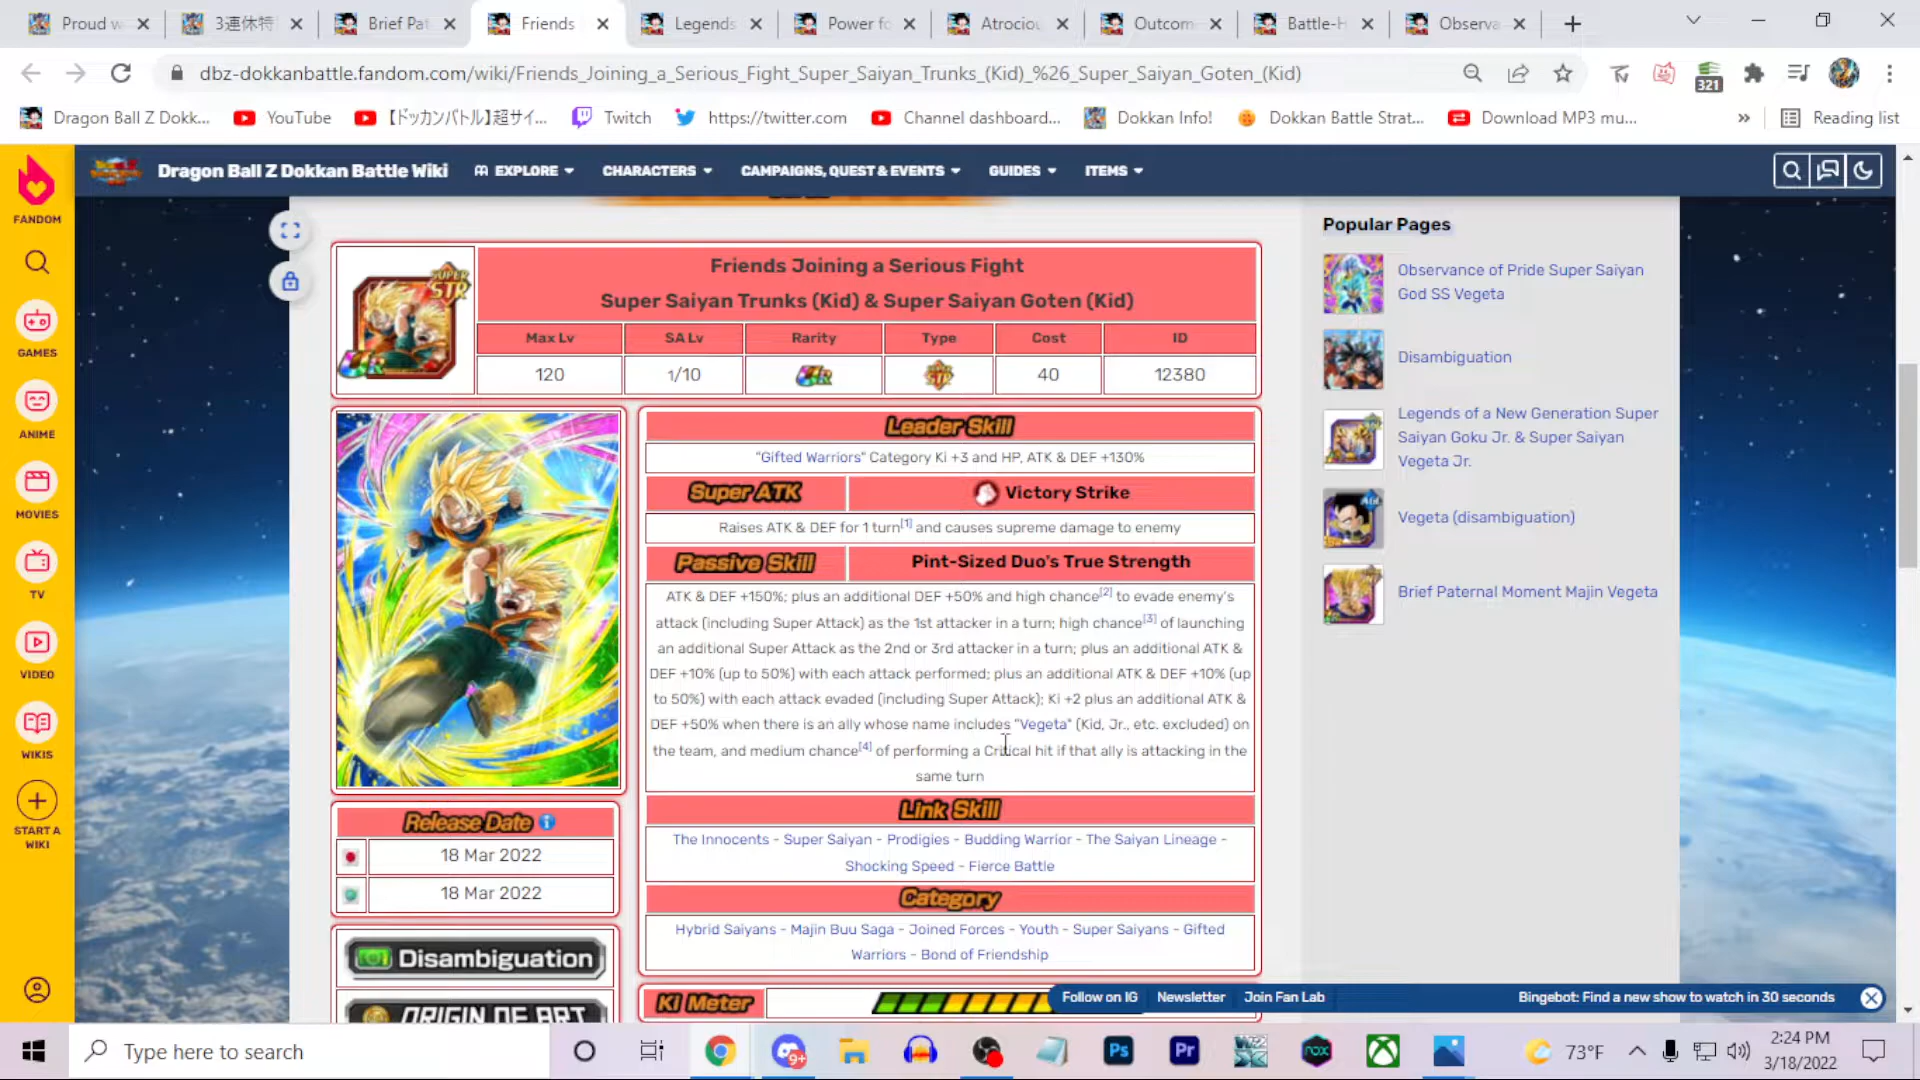 Proud w
3連休特
Brief Pat
Friends
Legends
Power fo
Atrociou
Outcom
Battle-H
Observa
dbz-dokkanbattle.fandom.com/wiki/Friends_Joining_a_Serious_Fight_Super_Saiyan_Trunks_(Kid)_%26_Super_Saiyan_Goten_(Kid)
321
Dragon Ball Z Dokk...
YouTube
【ドッカンバトル】超サイ...
Twitch
https://twitter.com
Channel dashboard...
Dokkan Info!
Dokkan Battle Strat...
Download MP3 mu...
»
Reading list
Dragon Ball Z Dokkan Battle Wiki
EXPLORE
CHARACTERS
CAMPAIGNS, QUEST & EVENTS
GUIDES
ITEMS
FANDOM
GAMES
ANIME
MOVIES
TV
VIDEO
WIKIS
START A
WIKI
SUPER
STR
UR
Friends Joining a Serious Fight
Super Saiyan Trunks (Kid) & Super Saiyan Goten (Kid)
Max Lv
SA Lv
Rarity
Type
Cost
ID
120
1/10
UR
STR
40
12380
Leader Skill
"Gifted Warriors" Category Ki +3 and HP, ATK & DEF +130%
Super ATK
Victory Strike
Raises ATK & DEF for 1 turn[1] and causes supreme damage to enemy
Passive Skill
Pint-Sized Duo's True Strength
ATK & DEF +150%; plus an additional DEF +50% and high chance[2] to evade enemy's
attack (including Super Attack) as the 1st attacker in a turn; high chance[3] of launching
an additional Super Attack as the 2nd or 3rd attacker in a turn; plus an additional ATK &
DEF +10% (up to 50%) with each attack performed; plus an additional ATK & DEF +10% (up
to 50%) with each attack evaded (including Super Attack); Ki +2 plus an additional ATK &
DEF +50% when there is an ally whose name includes "Vegeta" (Kid, Jr., etc. excluded) on
the team, and medium chance[4] of performing a Critical hit if that ally is attacking in the
same turn
Link Skill
The Innocents - Super Saiyan - Prodigies - Budding Warrior - The Saiyan Lineage -
Shocking Speed - Fierce Battle
Category
Hybrid Saiyans - Majin Buu Saga - Joined Forces - Youth - Super Saiyans - Gifted
Warriors - Bond of Friendship
Ki Meter
Release Date
18 Mar 2022
18 Mar 2022
Disambiguation
ORIGIN OF ART
Popular Pages
Observance of Pride Super Saiyan
God SS Vegeta
Disambiguation
Legends of a New Generation Super
Saiyan Goku Jr. & Super Saiyan
Vegeta Jr.
Vegeta (disambiguation)
Brief Paternal Moment Majin Vegeta
Follow on IG
Newsletter
Join Fan Lab
Bingebot: Find a new show to watch in 30 seconds
Type here to search
9+
Ps
Pr
nox
73°F
2:24 PM
3/18/2022